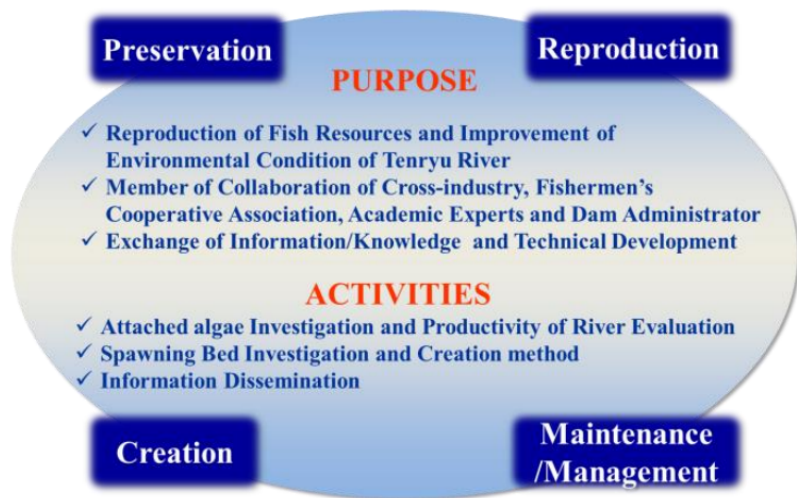 Preservation
Reproduction
PURPOSE
✓ Reproduction of Fish Resources and Improvement of
Environmental Condition of Tenryu River
✓ Member of Collaboration of Cross-industry, Fishermen's
Cooperative Association, Academic Experts and Dam Administrator
✓ Exchange of Information/Knowledge and Technical Development
ACTIVITIES
✓ Attached algae Investigation and Productivity of River Evaluation
✓ Spawning Bed Investigation and Creation method
✓ Information Dissemination
Creation
Maintenance
/Management